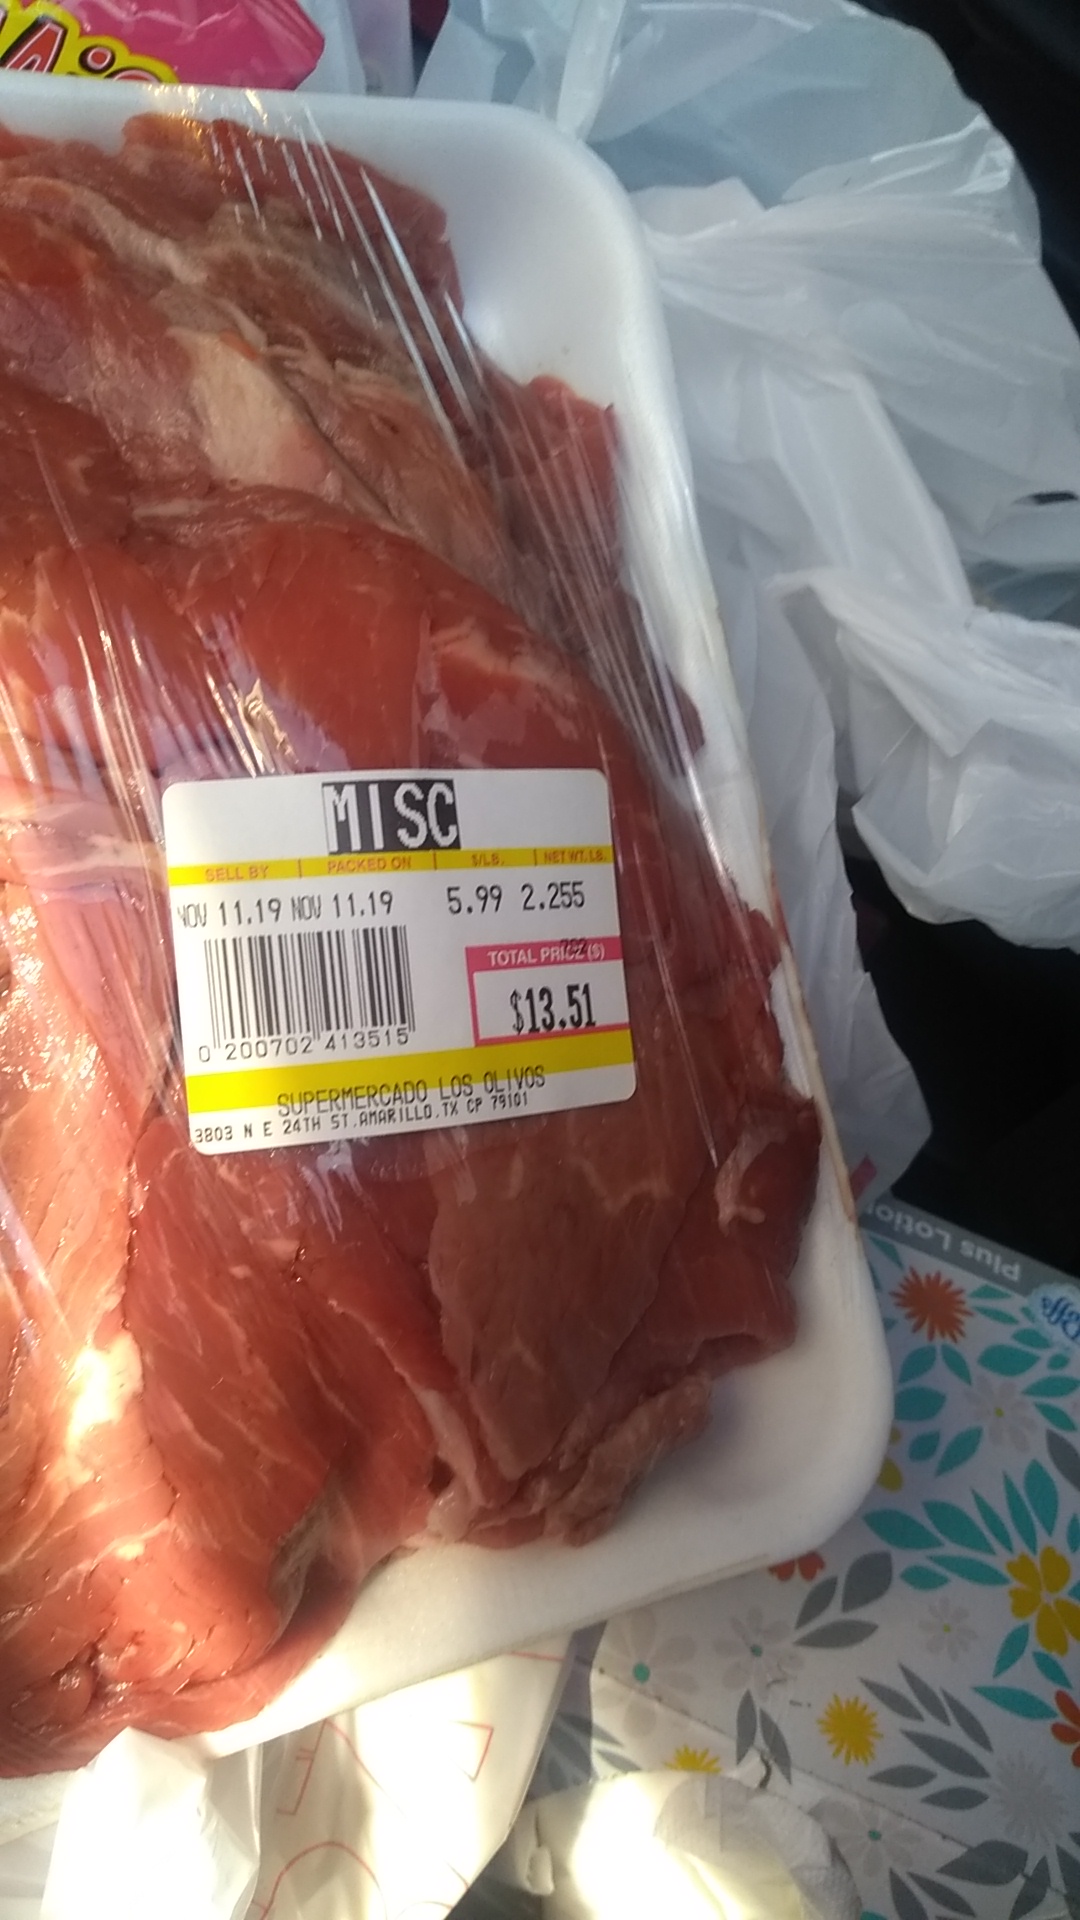 MISC
SELL BY PACKED ON $/LB. NET WT. LB.
NOV 11.19 NOV 11.19 5.99 2.255
TOTAL PRICE($)
$13.51
0 200702 413515
SUPERMERCADO LOS OLIVOS
3803 N E 24TH ST.AMARILLO,TX CP 79101
Plus Lotion
Puffs